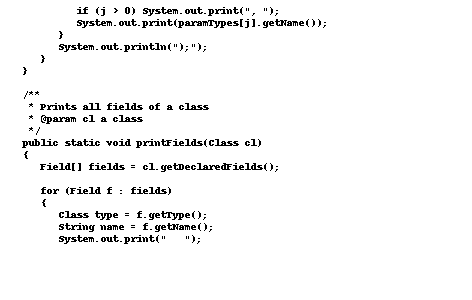 if (j > 0) System.out.print(", ");
System.out.print(paramTypes[j].getName());
}
System.out.println(");");
}
}
/**
* Prints all fields of a class
* @param cl a class
*/
public static void printFields(Class cl)
{
Field[] fields = cl.getDeclaredFields();
for (Field f : fields)
{
Class type = f.getType();
String name = f.getName();
System.out.print("   ");